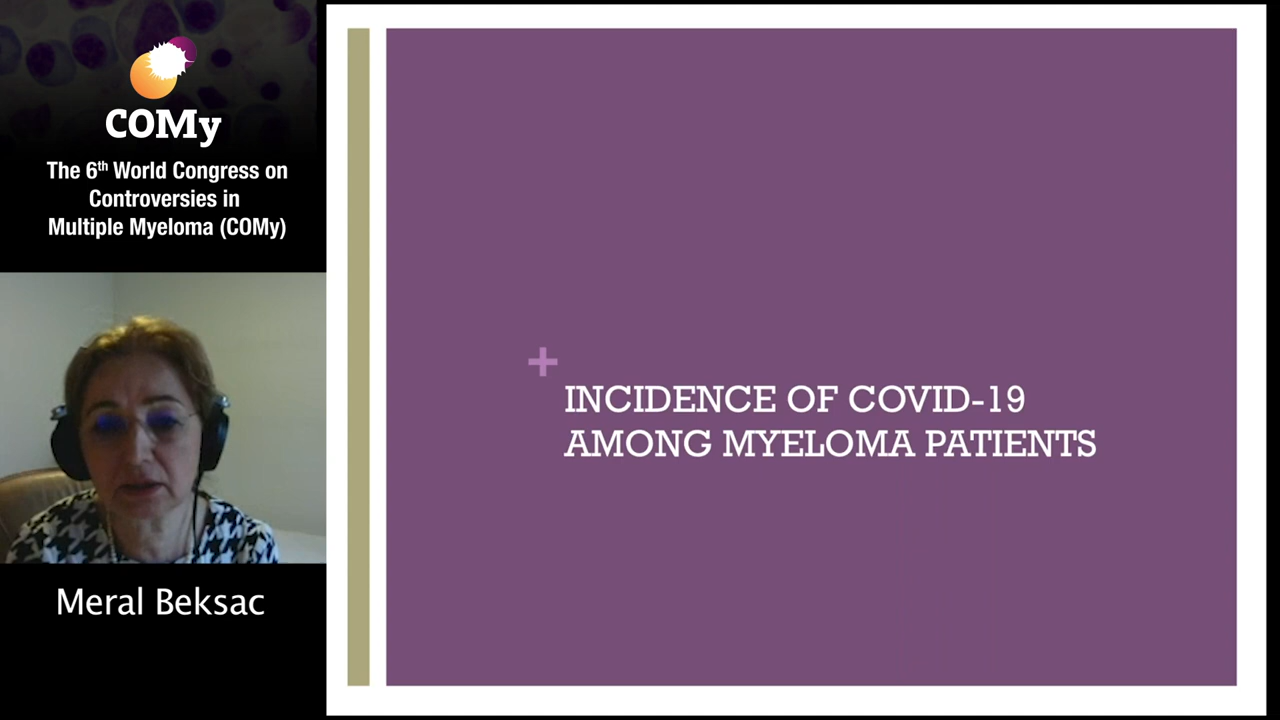 COMy
The 6th World Congress on
Controversies in
Multiple Myeloma (COMy)
Meral Beksac
+
INCIDENCE OF COVID-19
AMONG MYELOMA PATIENTS